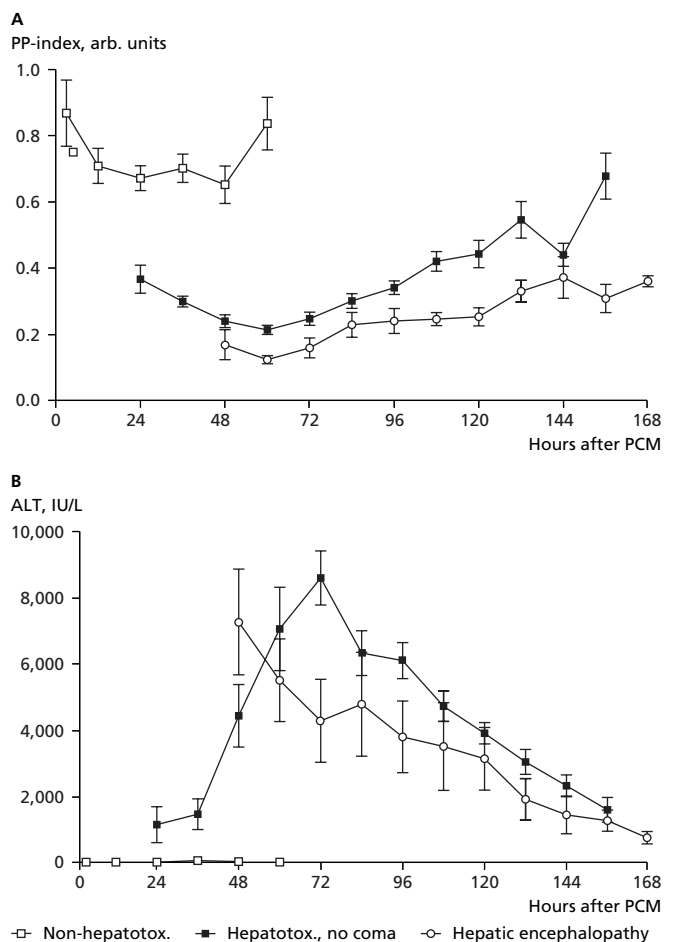 A
PP-index, arb. units
1.0
0.8
0.6
0.4
0.2
0.0
0 24 48 72 96 120 144 168
Hours after PCM
B
ALT, IU/L
10,000
8,000
6,000
4,000
2,000
0
0 24 48 72 96 120 144 168
Hours after PCM
Non-hepatotox. Hepatotox., no coma Hepatic encephalopathy